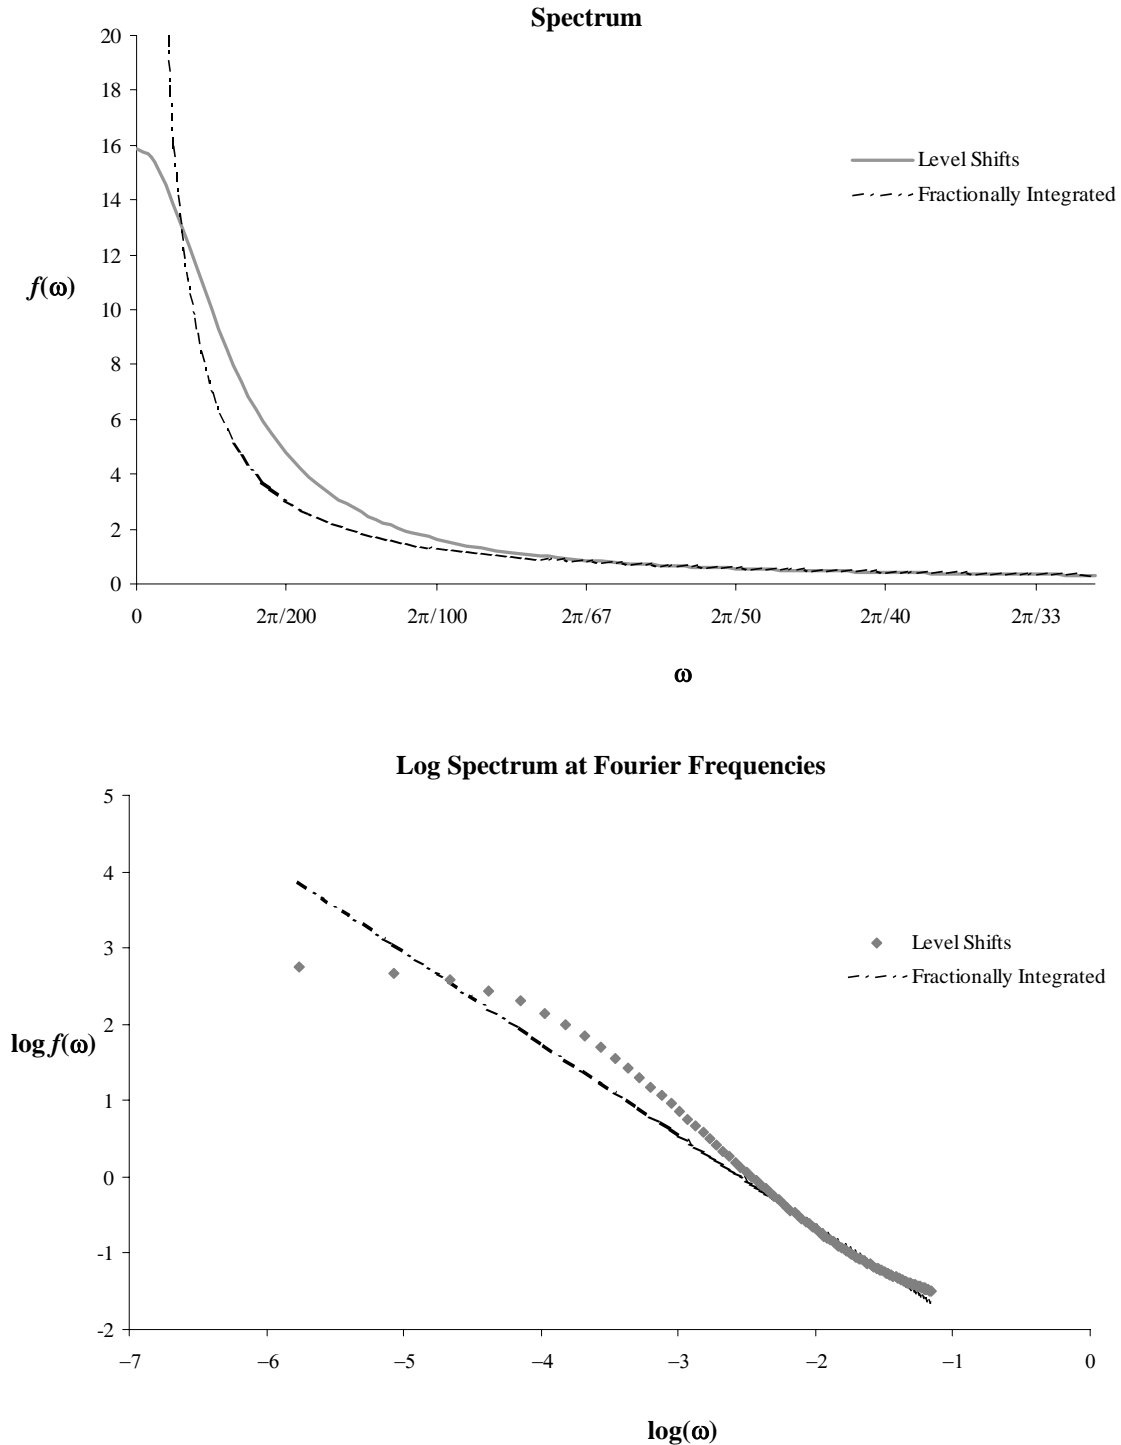 Spectrum
20
18
16
14
12
10
8
6
4
2
0
f(ω)
Level Shifts
Fractionally Integrated
0 2π/200 2π/100 2π/67 2π/50 2π/40 2π/33
ω
Log Spectrum at Fourier Frequencies
5
4
3
2
1
0
-1
-2
log f(ω)
Level Shifts
Fractionally Integrated
−7 −6 −5 −4 −3 −2 −1 0
log(ω)